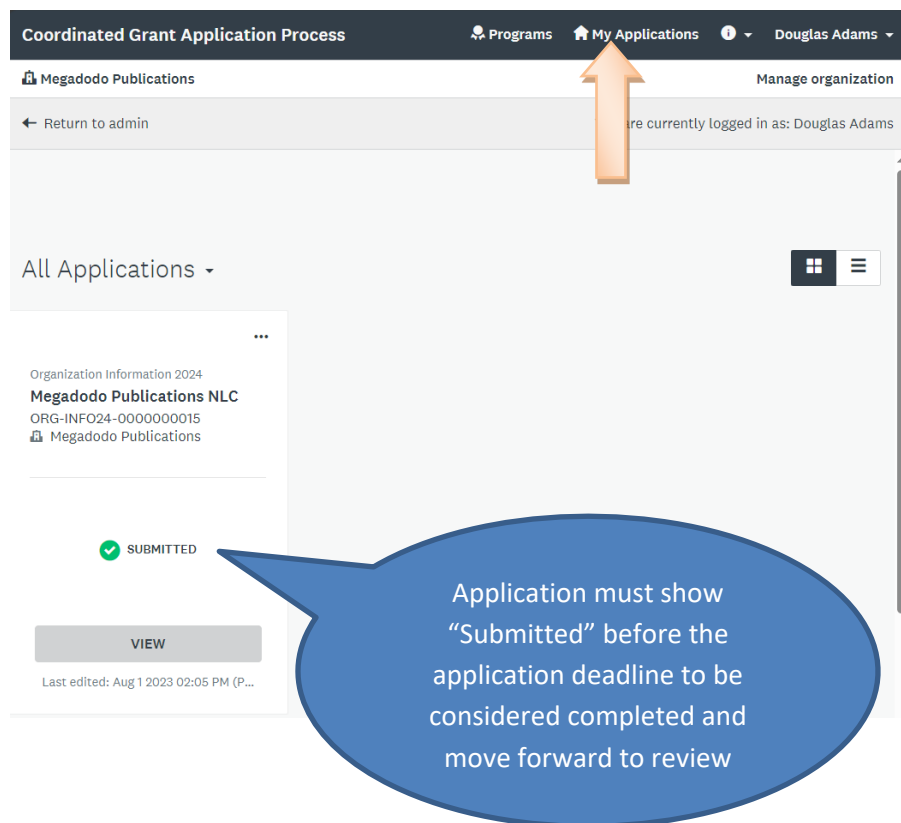 Coordinated Grant Application Process
Programs My Applications Douglas Adams
Megadodo Publications Manage organization
Return to admin are currently logged in as: Douglas Adams
All Applications
Organization Information 2024
Megadodo Publications NLC
ORG-INFO24-0000000015
Megadodo Publications
SUBMITTED
VIEW
Last edited: Aug 1 2023 02:05 PM (P...
Application must show
“Submitted” before the
application deadline to be
considered completed and
move forward to review